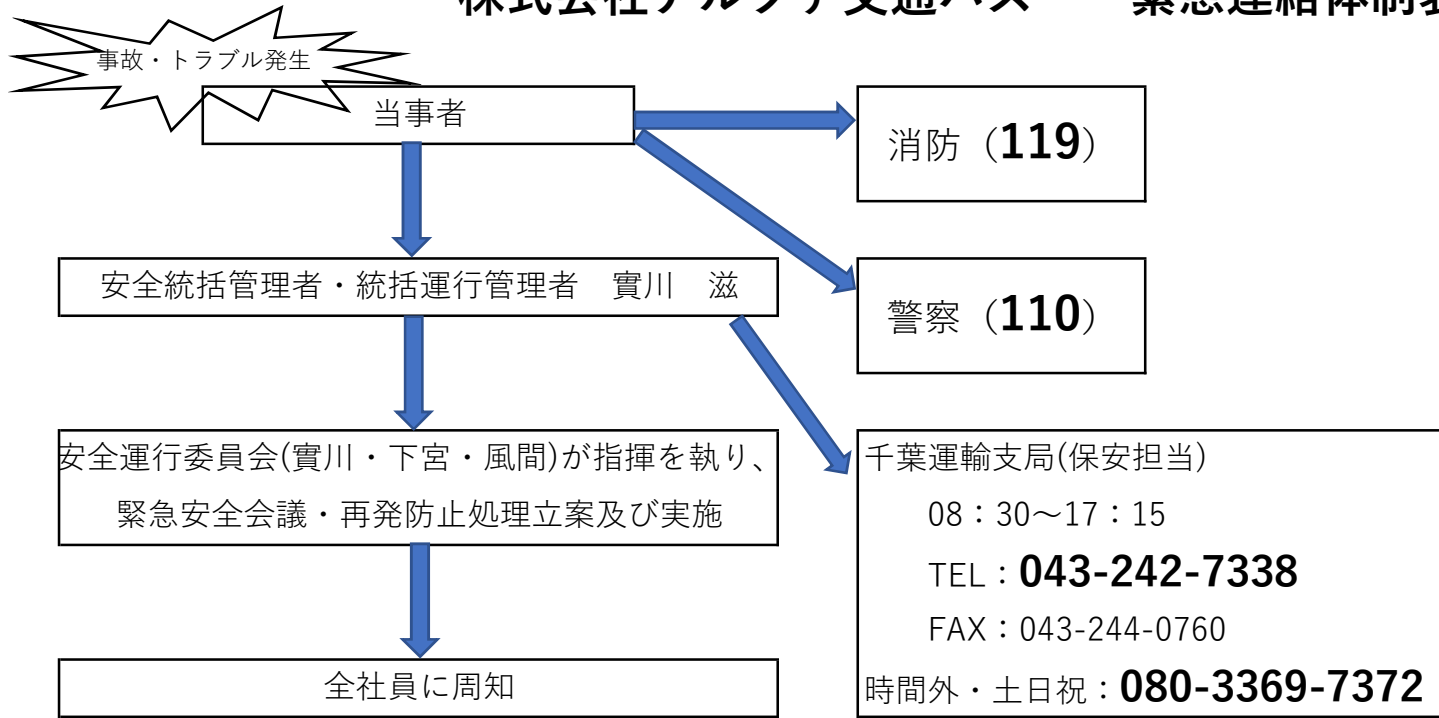 事故・トラブル発生
当事者
消防（119）
安全統括管理者・統括運行管理者　實川　滋
警察（110）
安全運行委員会(實川・下宮・風間)が指揮を執り、
緊急安全会議・再発防止処理立案及び実施
千葉運輸支局(保安担当)
08：30～17：15
TEL：043-242-7338
FAX：043-244-0760
時間外・土日祝：080-3369-7372
全社員に周知